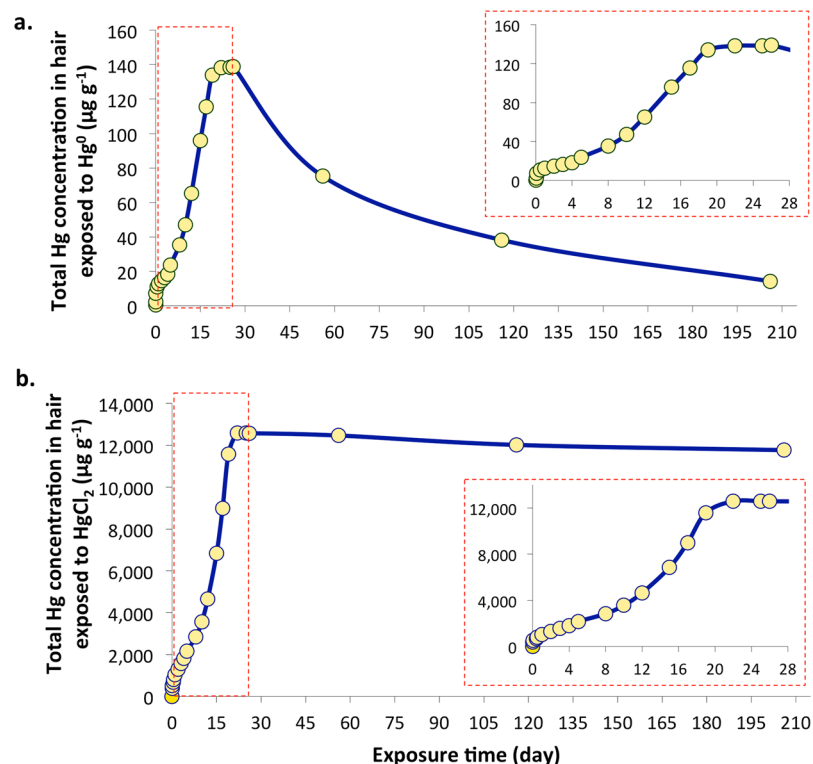 a.
Total Hg concentration in hair
exposed to Hg⁰ (µg g⁻¹)
160
140
120
100
80
60
40
20
0
0 15 30 45 60 75 90 105 120 135 150 165 180 195 210
160
120
80
40
0
0 4 8 12 16 20 24 28
b.
Total Hg concentration in hair
exposed to HgCl₂ (µg g⁻¹)
14,000
12,000
10,000
8,000
6,000
4,000
2,000
0
0 15 30 45 60 75 90 105 120 135 150 165 180 195 210
12,000
8,000
4,000
0
0 4 8 12 16 20 24 28
Exposure time (day)